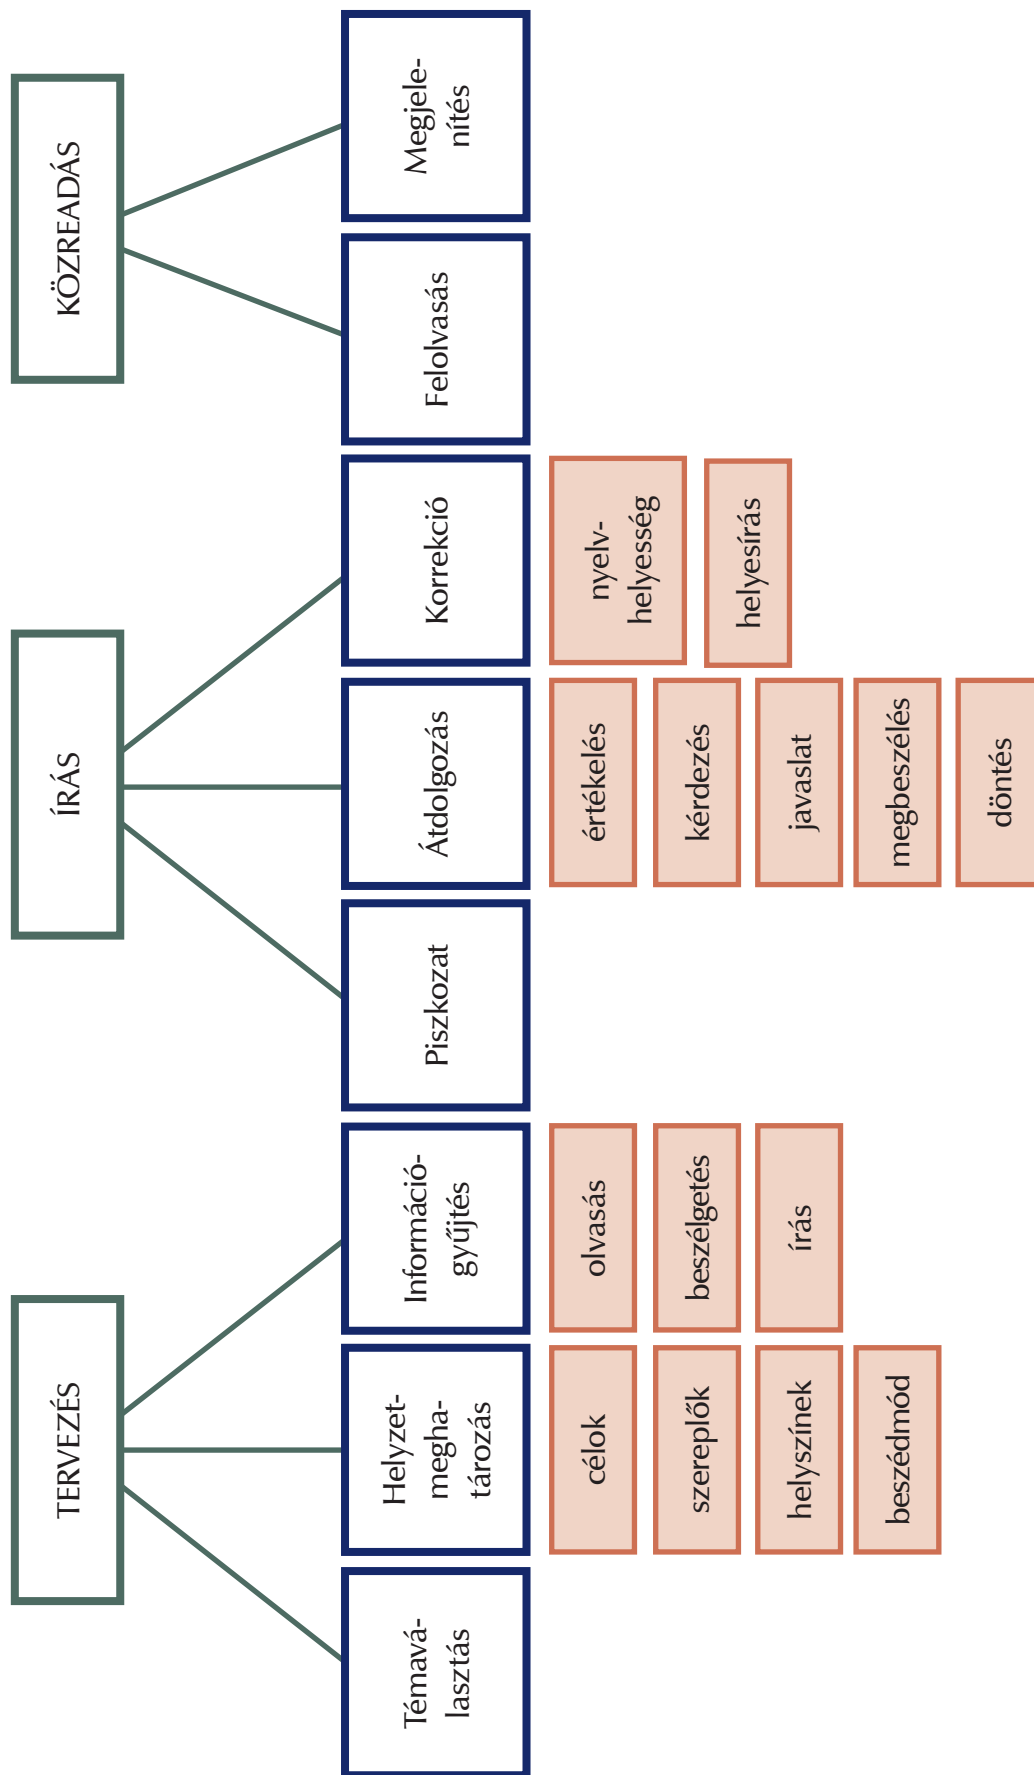 TERVEZÉS
Témavá-
lasztás
Helyzet-
megha-
tározás
célok
szereplők
helyszínek
beszédmód
Információ-
gyűjtés
olvasás
beszélgetés
írás
ÍRÁS
Piszkozat
Átdolgozás
értékelés
kérdezés
javaslat
megbeszélés
döntés
Korrekció
nyelv-
helyesség
helyesírás
KÖZREADÁS
Felolvasás
Megjele-
nítés